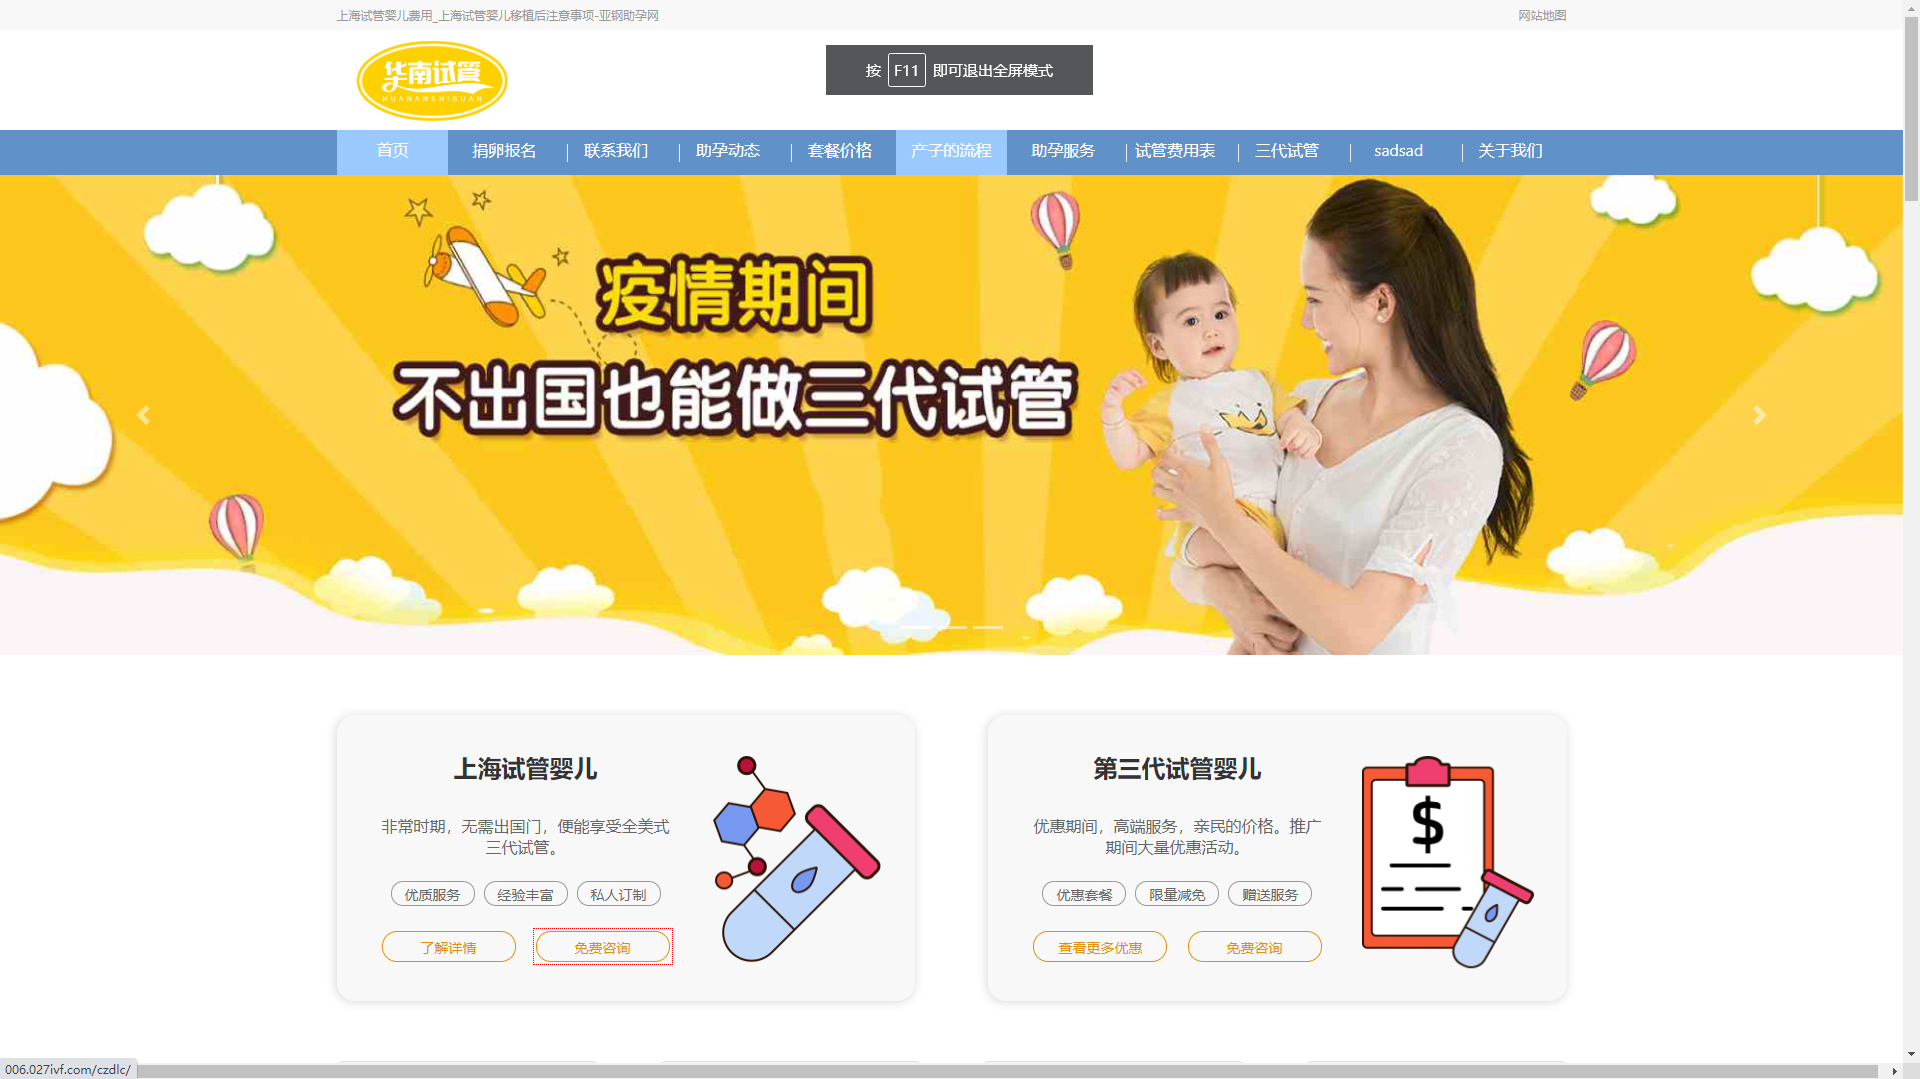 上海试管婴儿费用_上海试管婴儿移植后注意事项-亚钢助孕网
网站地图
华南试管
HUANANSHIGUAN
按 F11 即可退出全屏模式
首页 捐卵报名 联系我们 助孕动态 套餐价格 产子的流程 助孕服务 试管费用表 三代试管 sadsad 关于我们
疫情期间
不出国也能做三代试管
上海试管婴儿
非常时期，无需出国门，便能享受全美式
三代试管。
优质服务 经验丰富 私人订制
了解详情 免费咨询
第三代试管婴儿
优惠期间，高端服务，亲民的价格。推广
期间大量优惠活动。
优惠套餐 限量减免 赠送服务
查看更多优惠 免费咨询
$
006.027ivf.com/czdlc/